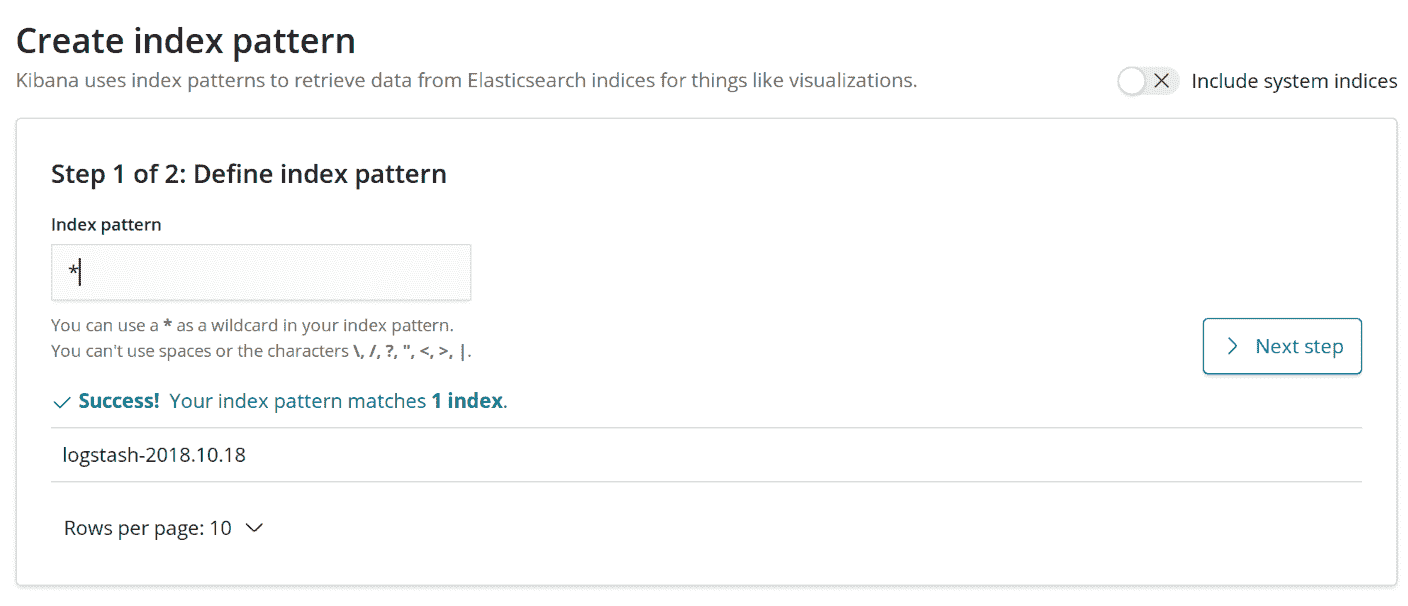 Create index pattern
Kibana uses index patterns to retrieve data from Elasticsearch indices for things like visualizations.
Include system indices
Step 1 of 2: Define index pattern
Index pattern
*
You can use a * as a wildcard in your index pattern.
You can't use spaces or the characters \, /, ?, ", <, >, |.
Next step
Success! Your index pattern matches 1 index.
logstash-2018.10.18
Rows per page: 10